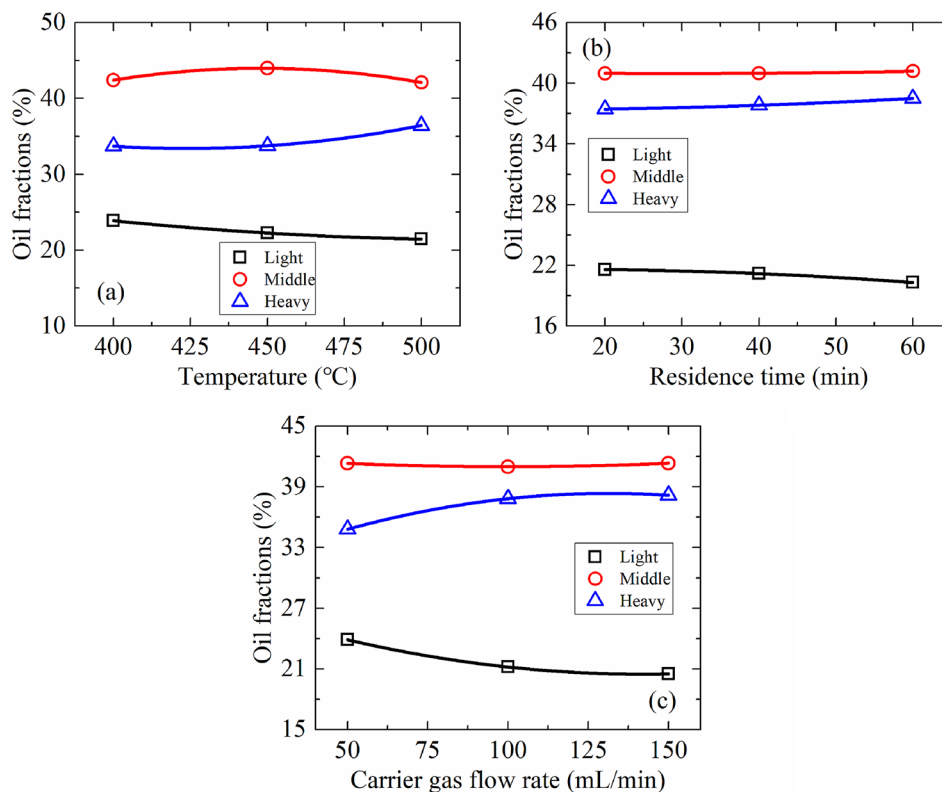 50
40
30
20
10
Oil fractions (%)
Light
Middle
Heavy
(a)
400 425 450 475 500
Temperature (℃)
46
40
34
28
22
16
Oil fractions (%)
(b)
Light
Middle
Heavy
20 30 40 50 60
Residence time (min)
45
39
33
27
21
15
Oil fractions (%)
Light
Middle
Heavy
(c)
50 75 100 125 150
Carrier gas flow rate (mL/min)